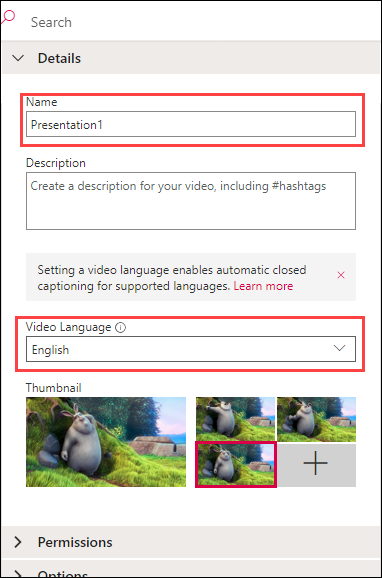 Search
Details
Name
Presentation1
Description
Create a description for your video, including #hashtags
Setting a video language enables automatic closed
captioning for supported languages. Learn more
Video Language
English
Thumbnail
Permissions
Options